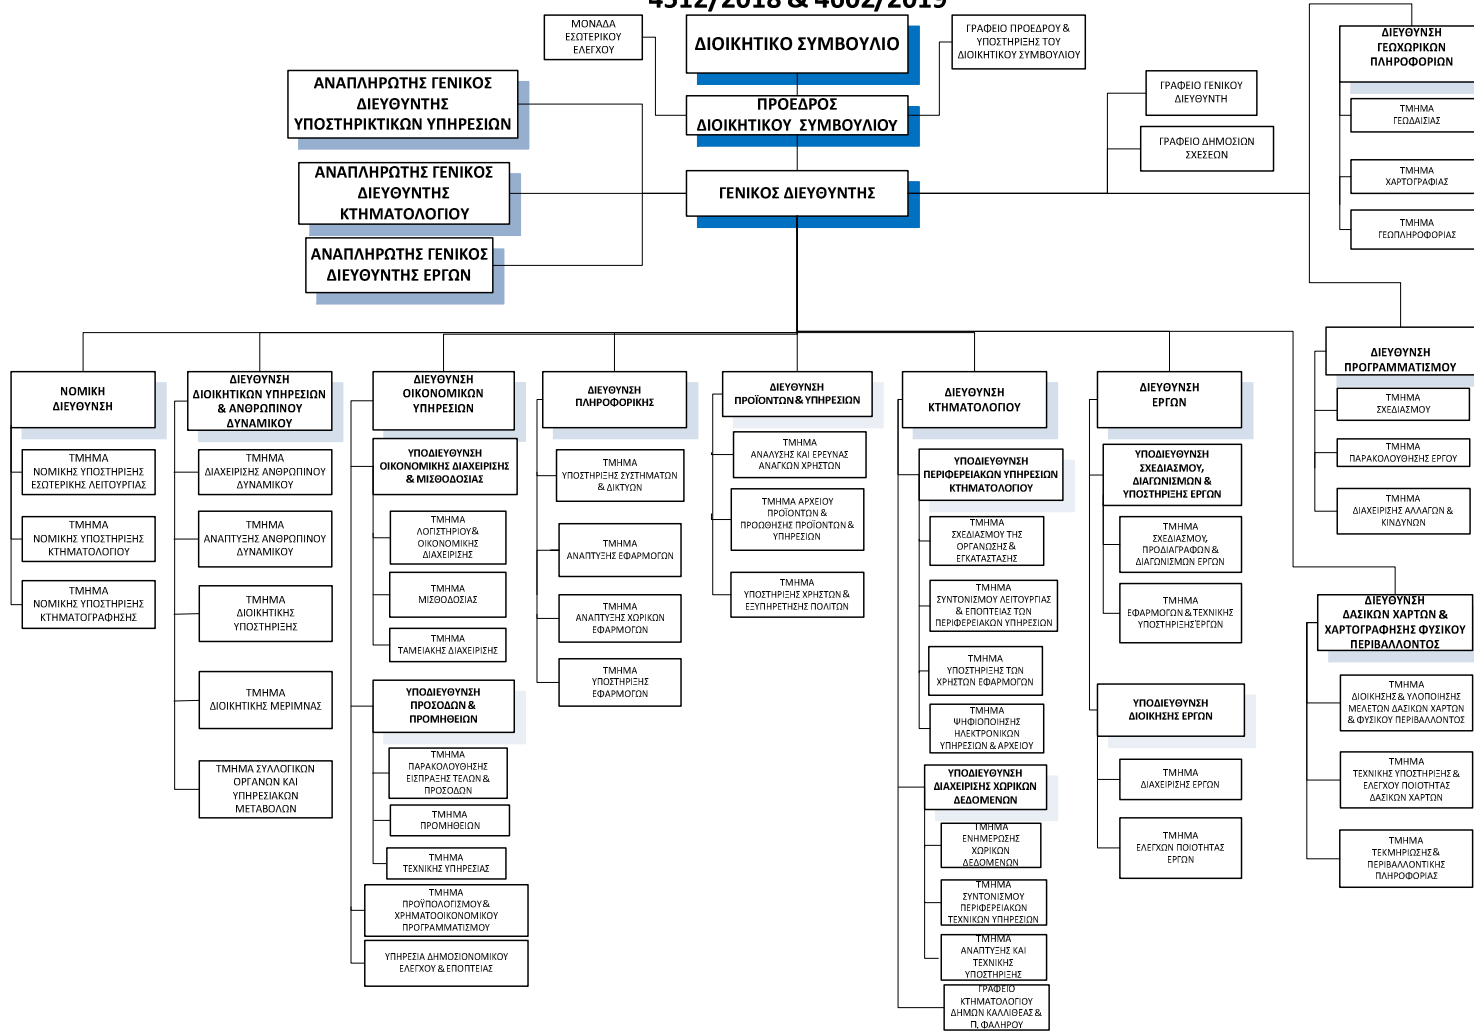 4512/2018 & 4602/2019
ΜΟΝΑΔΑ
ΕΣΩΤΕΡΙΚΟΥ
ΕΛΕΓΧΟΥ
ΔΙΟΙΚΗΤΙΚΟ ΣΥΜΒΟΥΛΙΟ
ΓΡΑΦΕΙΟ ΠΡΟΕΔΡΟΥ &
ΥΠΟΣΤΗΡΙΞΗΣ ΤΟΥ
ΔΙΟΙΚΗΤΙΚΟΥ ΣΥΜΒΟΥΛΙΟΥ
ΠΡΟΕΔΡΟΣ
ΔΙΟΙΚΗΤΙΚΟΥ ΣΥΜΒΟΥΛΙΟΥ
ΑΝΑΠΛΗΡΩΤΗΣ ΓΕΝΙΚΟΣ
ΔΙΕΥΘΥΝΤΗΣ
ΥΠΟΣΤΗΡΙΚΤΙΚΩΝ ΥΠΗΡΕΣΙΩΝ
ΑΝΑΠΛΗΡΩΤΗΣ ΓΕΝΙΚΟΣ
ΔΙΕΥΘΥΝΤΗΣ
ΚΤΗΜΑΤΟΛΟΓΙΟΥ
ΑΝΑΠΛΗΡΩΤΗΣ ΓΕΝΙΚΟΣ
ΔΙΕΥΘΥΝΤΗΣ ΕΡΓΩΝ
ΓΕΝΙΚΟΣ ΔΙΕΥΘΥΝΤΗΣ
ΓΡΑΦΕΙΟ ΓΕΝΙΚΟΥ
ΔΙΕΥΘΥΝΤΗ
ΓΡΑΦΕΙΟ ΔΗΜΟΣΙΩΝ
ΣΧΕΣΕΩΝ
ΔΙΕΥΘΥΝΣΗ
ΓΕΩΧΩΡΙΚΩΝ
ΠΛΗΡΟΦΟΡΙΩΝ
ΤΜΗΜΑ
ΓΕΩΔΑΙΣΙΑΣ
ΤΜΗΜΑ
ΧΑΡΤΟΓΡΑΦΙΑΣ
ΤΜΗΜΑ
ΓΕΩΠΛΗΡΟΦΟΡΙΑΣ
ΔΙΕΥΘΥΝΣΗ
ΠΡΟΓΡΑΜΜΑΤΙΣΜΟΥ
ΤΜΗΜΑ
ΣΧΕΔΙΑΣΜΟΥ
ΤΜΗΜΑ
ΠΑΡΑΚΟΛΟΥΘΗΣΗΣ ΕΡΓΟΥ
ΤΜΗΜΑ
ΔΙΑΧΕΙΡΙΣΗΣ ΑΛΛΑΓΩΝ &
ΚΙΝΔΥΝΩΝ
ΝΟΜΙΚΗ
ΔΙΕΥΘΥΝΣΗ
ΤΜΗΜΑ
ΝΟΜΙΚΗΣ ΥΠΟΣΤΗΡΙΞΗΣ
ΕΣΩΤΕΡΙΚΗΣ ΛΕΙΤΟΥΡΓΙΑΣ
ΤΜΗΜΑ
ΝΟΜΙΚΗΣ ΥΠΟΣΤΗΡΙΞΗΣ
ΚΤΗΜΑΤΟΛΟΓΙΟΥ
ΤΜΗΜΑ
ΝΟΜΙΚΗΣ ΥΠΟΣΤΗΡΙΞΗΣ
ΚΤΗΜΑΤΟΓΡΑΦΗΣΗΣ
ΔΙΕΥΘΥΝΣΗ
ΔΙΟΙΚΗΤΙΚΩΝ ΥΠΗΡΕΣΙΩΝ
& ΑΝΘΡΩΠΙΝΟΥ
ΔΥΝΑΜΙΚΟΥ
ΤΜΗΜΑ
ΔΙΑΧΕΙΡΙΣΗΣ ΑΝΘΡΩΠΙΝΟΥ
ΔΥΝΑΜΙΚΟΥ
ΤΜΗΜΑ
ΑΝΑΠΤΥΞΗΣ ΑΝΘΡΩΠΙΝΟΥ
ΔΥΝΑΜΙΚΟΥ
ΤΜΗΜΑ
ΔΙΟΙΚΗΤΙΚΗΣ
ΥΠΟΣΤΗΡΙΞΗΣ
ΤΜΗΜΑ
ΔΙΟΙΚΗΤΙΚΗΣ ΜΕΡΙΜΝΑΣ
ΤΜΗΜΑ ΣΥΛΛΟΓΙΚΩΝ
ΟΡΓΑΝΩΝ ΚΑΙ
ΥΠΗΡΕΣΙΑΚΩΝ
ΜΕΤΑΒΟΛΩΝ
ΔΙΕΥΘΥΝΣΗ
ΟΙΚΟΝΟΜΙΚΩΝ
ΥΠΗΡΕΣΙΩΝ
ΥΠΟΔΙΕΥΘΥΝΣΗ
ΟΙΚΟΝΟΜΙΚΗΣ ΔΙΑΧΕΙΡΙΣΗΣ
& ΜΙΣΘΟΔΟΣΙΑΣ
ΤΜΗΜΑ
ΛΟΓΙΣΤΗΡΙΟΥ &
ΟΙΚΟΝΟΜΙΚΗΣ
ΔΙΑΧΕΙΡΙΣΗΣ
ΤΜΗΜΑ
ΜΙΣΘΟΔΟΣΙΑΣ
ΤΜΗΜΑ
ΤΑΜΕΙΑΚΗΣ ΔΙΑΧΕΙΡΙΣΗΣ
ΥΠΟΔΙΕΥΘΥΝΣΗ
ΠΡΟΣΟΔΩΝ &
ΠΡΟΜΗΘΕΙΩΝ
ΤΜΗΜΑ
ΠΑΡΑΚΟΛΟΥΘΗΣΗΣ
ΕΙΣΠΡΑΞΗΣ ΤΕΛΩΝ &
ΠΡΟΣΟΔΩΝ
ΤΜΗΜΑ
ΠΡΟΜΗΘΕΙΩΝ
ΤΜΗΜΑ
ΤΕΧΝΙΚΗΣ ΥΠΗΡΕΣΙΑΣ
ΤΜΗΜΑ
ΠΡΟΫΠΟΛΟΓΙΣΜΟΥ &
ΧΡΗΜΑΤΟΟΙΚΟΝΟΜΙΚΟΥ
ΠΡΟΓΡΑΜΜΑΤΙΣΜΟΥ
ΥΠΗΡΕΣΙΑ ΔΗΜΟΣΙΟΝΟΜΙΚΟΥ
ΕΛΕΓΧΟΥ & ΕΠΟΠΤΕΙΑΣ
ΔΙΕΥΘΥΝΣΗ
ΠΛΗΡΟΦΟΡΙΚΗΣ
ΤΜΗΜΑ
ΥΠΟΣΤΗΡΙΞΗΣ ΣΥΣΤΗΜΑΤΩΝ
& ΔΙΚΤΥΩΝ
ΤΜΗΜΑ
ΑΝΑΠΤΥΞΗΣ ΕΦΑΡΜΟΓΩΝ
ΤΜΗΜΑ
ΑΝΑΠΤΥΞΗΣ ΧΩΡΙΚΩΝ
ΕΦΑΡΜΟΓΩΝ
ΤΜΗΜΑ
ΥΠΟΣΤΗΡΙΞΗΣ
ΕΦΑΡΜΟΓΩΝ
ΔΙΕΥΘΥΝΣΗ
ΠΡΟΪΟΝΤΩΝ & ΥΠΗΡΕΣΙΩΝ
ΤΜΗΜΑ
ΑΝΑΛΥΣΗΣ ΚΑΙ ΕΡΕΥΝΑΣ
ΑΝΑΓΚΩΝ ΧΡΗΣΤΩΝ
ΤΜΗΜΑ ΑΡΧΕΙΟΥ
ΠΡΟΪΟΝΤΩΝ &
ΠΡΟΩΘΗΣΗΣ ΠΡΟΪΟΝΤΩΝ &
ΥΠΗΡΕΣΙΩΝ
ΤΜΗΜΑ
ΥΠΟΣΤΗΡΙΞΗΣ ΧΡΗΣΤΩΝ &
ΕΞΥΠΗΡΕΤΗΣΗΣ ΠΟΛΙΤΩΝ
ΔΙΕΥΘΥΝΣΗ
ΚΤΗΜΑΤΟΛΟΓΙΟΥ
ΥΠΟΔΙΕΥΘΥΝΣΗ
ΠΕΡΙΦΕΡΕΙΑΚΩΝ ΥΠΗΡΕΣΙΩΝ
ΚΤΗΜΑΤΟΛΟΓΙΟΥ
ΤΜΗΜΑ
ΣΧΕΔΙΑΣΜΟΥ ΤΗΣ
ΟΡΓΑΝΩΣΗΣ &
ΕΓΚΑΤΑΣΤΑΣΗΣ
ΤΜΗΜΑ
ΣΥΝΤΟΝΙΣΜΟΥ ΛΕΙΤΟΥΡΓΙΑΣ
& ΕΠΟΠΤΕΙΑΣ ΤΩΝ
ΠΕΡΙΦΕΡΕΙΑΚΩΝ ΥΠΗΡΕΣΙΩΝ
ΤΜΗΜΑ
ΥΠΟΣΤΗΡΙΞΗΣ ΤΩΝ
ΧΡΗΣΤΩΝ ΕΦΑΡΜΟΓΩΝ
ΤΜΗΜΑ
ΨΗΦΙΟΠΟΙΗΣΗΣ
ΗΛΕΚΤΡΟΝΙΚΩΝ
ΥΠΗΡΕΣΙΩΝ & ΑΡΧΕΙΟΥ
ΥΠΟΔΙΕΥΘΥΝΣΗ
ΔΙΑΧΕΙΡΙΣΗΣ ΧΩΡΙΚΩΝ
ΔΕΔΟΜΕΝΩΝ
ΤΜΗΜΑ
ΕΝΗΜΕΡΩΣΗΣ
ΧΩΡΙΚΩΝ
ΔΕΔΟΜΕΝΩΝ
ΤΜΗΜΑ
ΣΥΝΤΟΝΙΣΜΟΥ
ΠΕΡΙΦΕΡΕΙΑΚΩΝ
ΤΕΧΝΙΚΩΝ ΥΠΗΡΕΣΙΩΝ
ΤΜΗΜΑ
ΑΝΑΠΤΥΞΗΣ ΚΑΙ
ΤΕΧΝΙΚΗΣ
ΥΠΟΣΤΗΡΙΞΗΣ
ΓΡΑΦΕΙΟ
ΚΤΗΜΑΤΟΛΟΓΙΟΥ
ΔΗΜΩΝ ΚΑΛΛΙΘΕΑΣ &
Π. ΦΑΛΗΡΟΥ
ΔΙΕΥΘΥΝΣΗ
ΕΡΓΩΝ
ΥΠΟΔΙΕΥΘΥΝΣΗ
ΣΧΕΔΙΑΣΜΟΥ,
ΔΙΑΓΩΝΙΣΜΩΝ &
ΥΠΟΣΤΗΡΙΞΗΣ ΕΡΓΩΝ
ΤΜΗΜΑ
ΣΧΕΔΙΑΣΜΟΥ,
ΠΡΟΔΙΑΓΡΑΦΩΝ &
ΔΙΑΓΩΝΙΣΜΩΝ ΕΡΓΩΝ
ΤΜΗΜΑ
ΕΦΑΡΜΟΓΩΝ & ΤΕΧΝΙΚΗΣ
ΥΠΟΣΤΗΡΙΞΗΣ ΈΡΓΩΝ
ΥΠΟΔΙΕΥΘΥΝΣΗ
ΔΙΟΙΚΗΣΗΣ ΕΡΓΩΝ
ΤΜΗΜΑ
ΔΙΑΧΕΙΡΙΣΗΣ ΕΡΓΩΝ
ΤΜΗΜΑ
ΕΛΕΓΧΩΝ ΠΟΙΟΤΗΤΑΣ
ΕΡΓΩΝ
ΔΙΕΥΘΥΝΣΗ
ΔΑΣΙΚΩΝ ΧΑΡΤΩΝ &
ΧΑΡΤΟΓΡΑΦΗΣΗΣ ΦΥΣΙΚΟΥ
ΠΕΡΙΒΑΛΛΟΝΤΟΣ
ΤΜΗΜΑ
ΔΙΟΙΚΗΣΗΣ & ΥΛΟΠΟΙΗΣΗΣ
ΜΕΛΕΤΩΝ ΔΑΣΙΚΩΝ ΧΑΡΤΩΝ
& ΦΥΣΙΚΟΥ ΠΕΡΙΒΑΛΛΟΝΤΟΣ
ΤΜΗΜΑ
ΤΕΧΝΙΚΗΣ ΥΠΟΣΤΗΡΙΞΗΣ &
ΕΛΕΓΧΟΥ ΠΟΙΟΤΗΤΑΣ
ΔΑΣΙΚΩΝ ΧΑΡΤΩΝ
ΤΜΗΜΑ
ΤΕΚΜΗΡΙΩΣΗΣ &
ΠΕΡΙΒΑΛΛΟΝΤΙΚΗΣ
ΠΛΗΡΟΦΟΡΙΑΣ